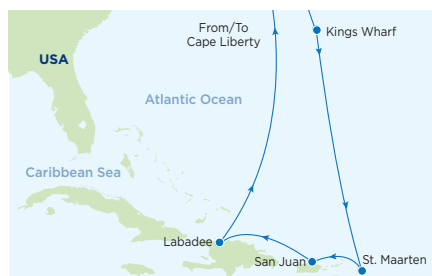 From/To
Cape Liberty
Kings Wharf
USA
Atlantic Ocean
Caribbean Sea
Labadee
San Juan
St. Maarten